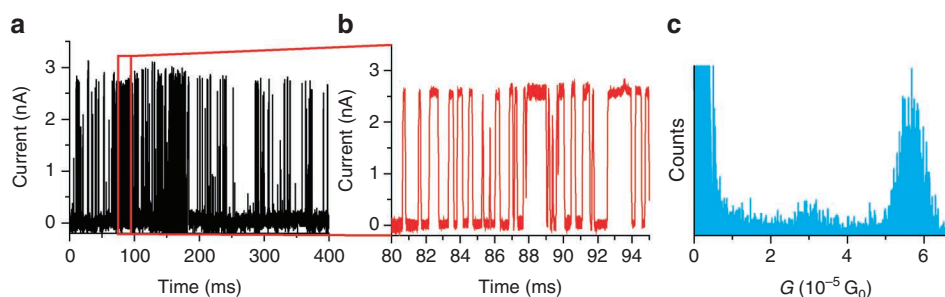 a
3
2
1
0
Current (nA)
0 100 200 300 400
Time (ms)
b
3
2
1
0
Current (nA)
80 82 84 86 88 90 92 94
Time (ms)
c
Counts
0 2 4 6
G (10⁻⁵ G₀)